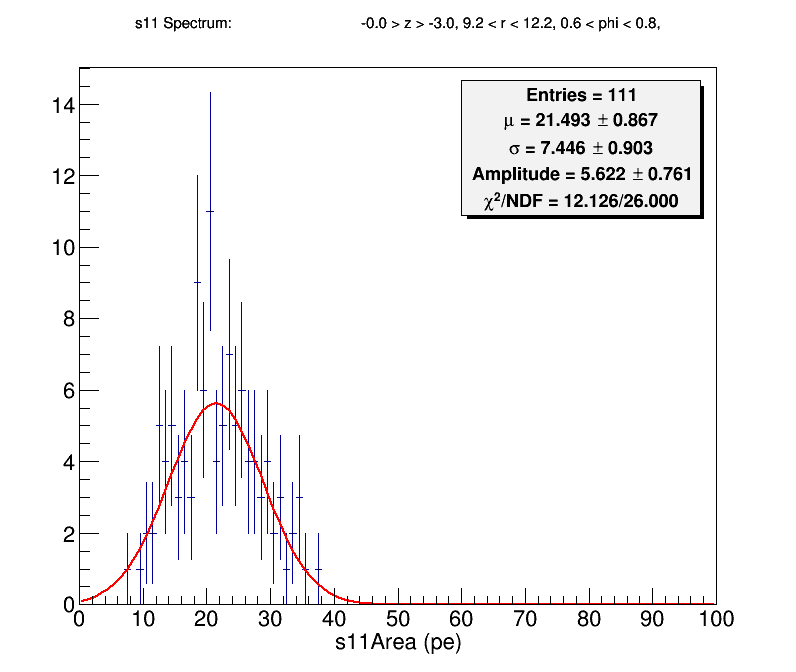 s11 Spectrum: -0.0 > z > -3.0, 9.2 < r < 12.2, 0.6 < phi < 0.8,
Entries = 111
μ = 21.493 ± 0.867
σ = 7.446 ± 0.903
Amplitude = 5.622 ± 0.761
χ²/NDF = 12.126/26.000
14
12
10
8
6
4
2
0
0 10 20 30 40 50 60 70 80 90 100
s11Area (pe)